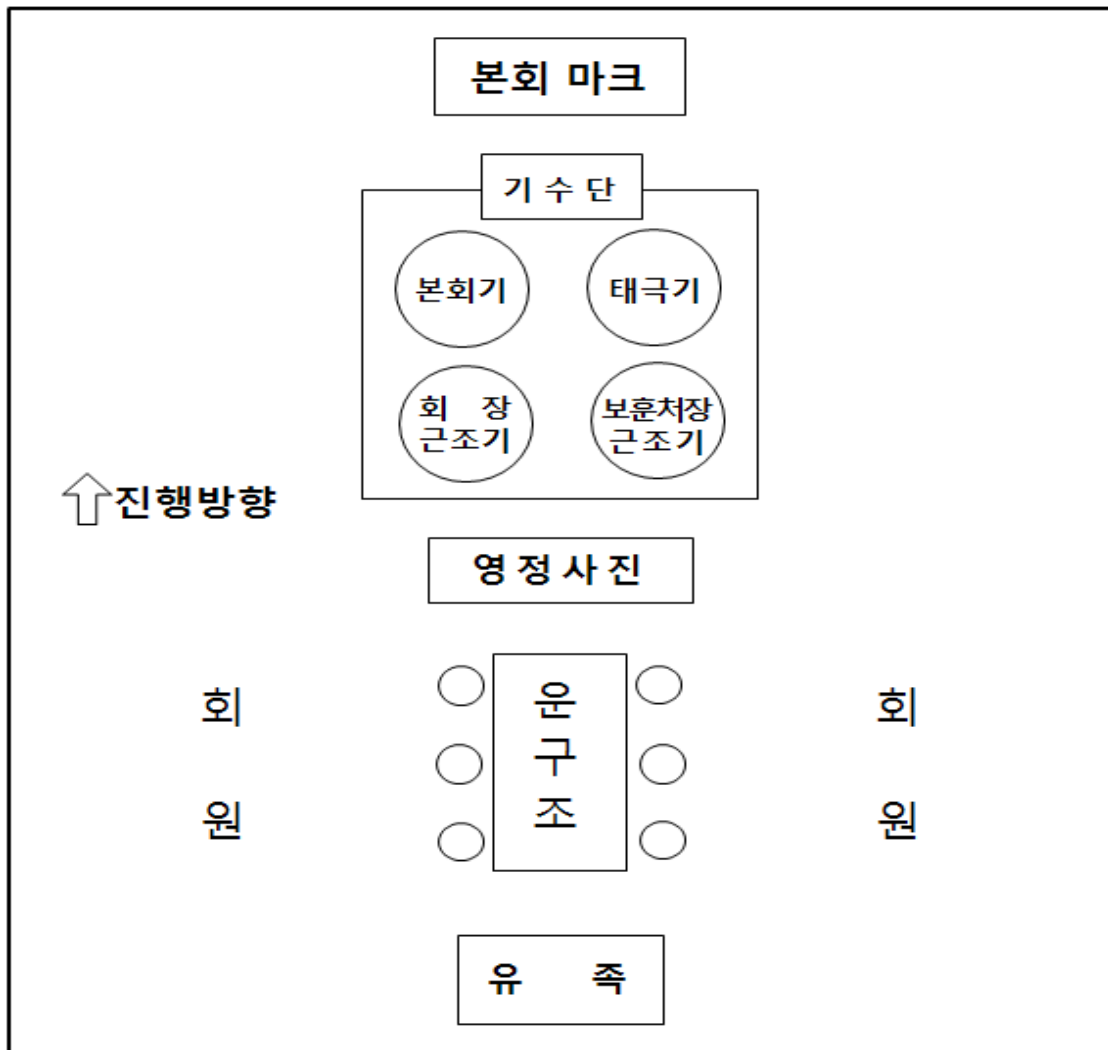 본회 마크
기 수 단
본회기
태극기
회 장
근조기
보훈처장
근조기
진행방향
영 정 사 진
회
원
운
구
조
회
원
유 족